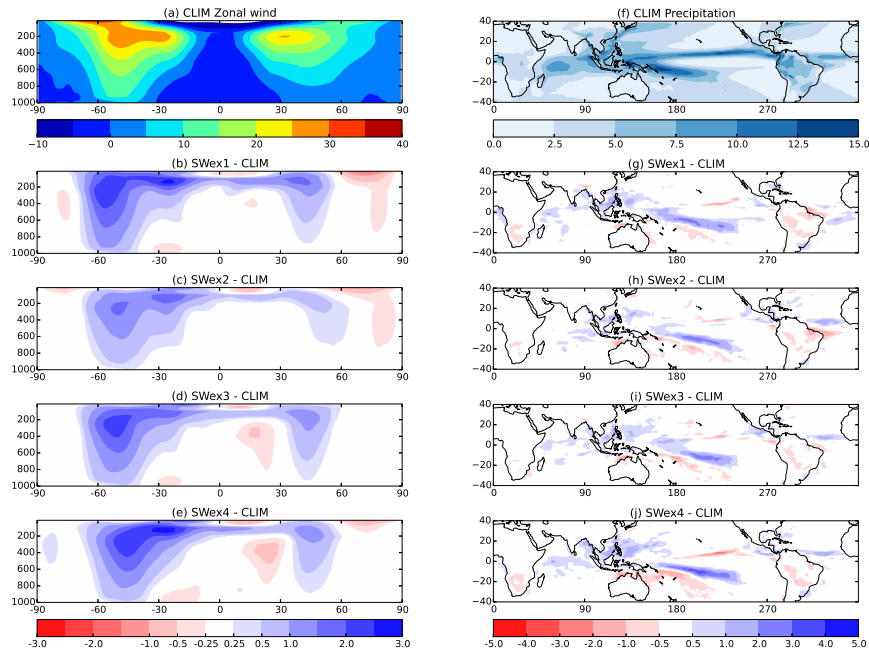 (a) CLIM Zonal wind
200
400
600
800
1000
-90 -60 -30 0 30 60 90
−10 0 10 20 30 40
(b) SWex1 - CLIM
200
400
600
800
1000
-90 -60 -30 0 30 60 90
(c) SWex2 - CLIM
200
400
600
800
1000
-90 -60 -30 0 30 60 90
(d) SWex3 - CLIM
200
400
600
800
1000
-90 -60 -30 0 30 60 90
(e) SWex4 - CLIM
200
400
600
800
1000
-90 -60 -30 0 30 60 90
-3.0 -2.0 -1.0 -0.5 -0.25 0.25 0.5 1.0 2.0 3.0
(f) CLIM Precipitation
40
20
0
−20
−40
0 90 180 270
0.0 2.5 5.0 7.5 10.0 12.5 15.0
(g) SWex1 - CLIM
40
20
0
−20
−40
0 90 180 270
(h) SWex2 - CLIM
40
20
0
−20
−40
0 90 180 270
(i) SWex3 - CLIM
40
20
0
−20
−40
0 90 180 270
(j) SWex4 - CLIM
40
20
0
−20
−40
0 90 180 270
-5.0 -4.0 -3.0 -2.0 -1.0 -0.5 0.5 1.0 2.0 3.0 4.0 5.0